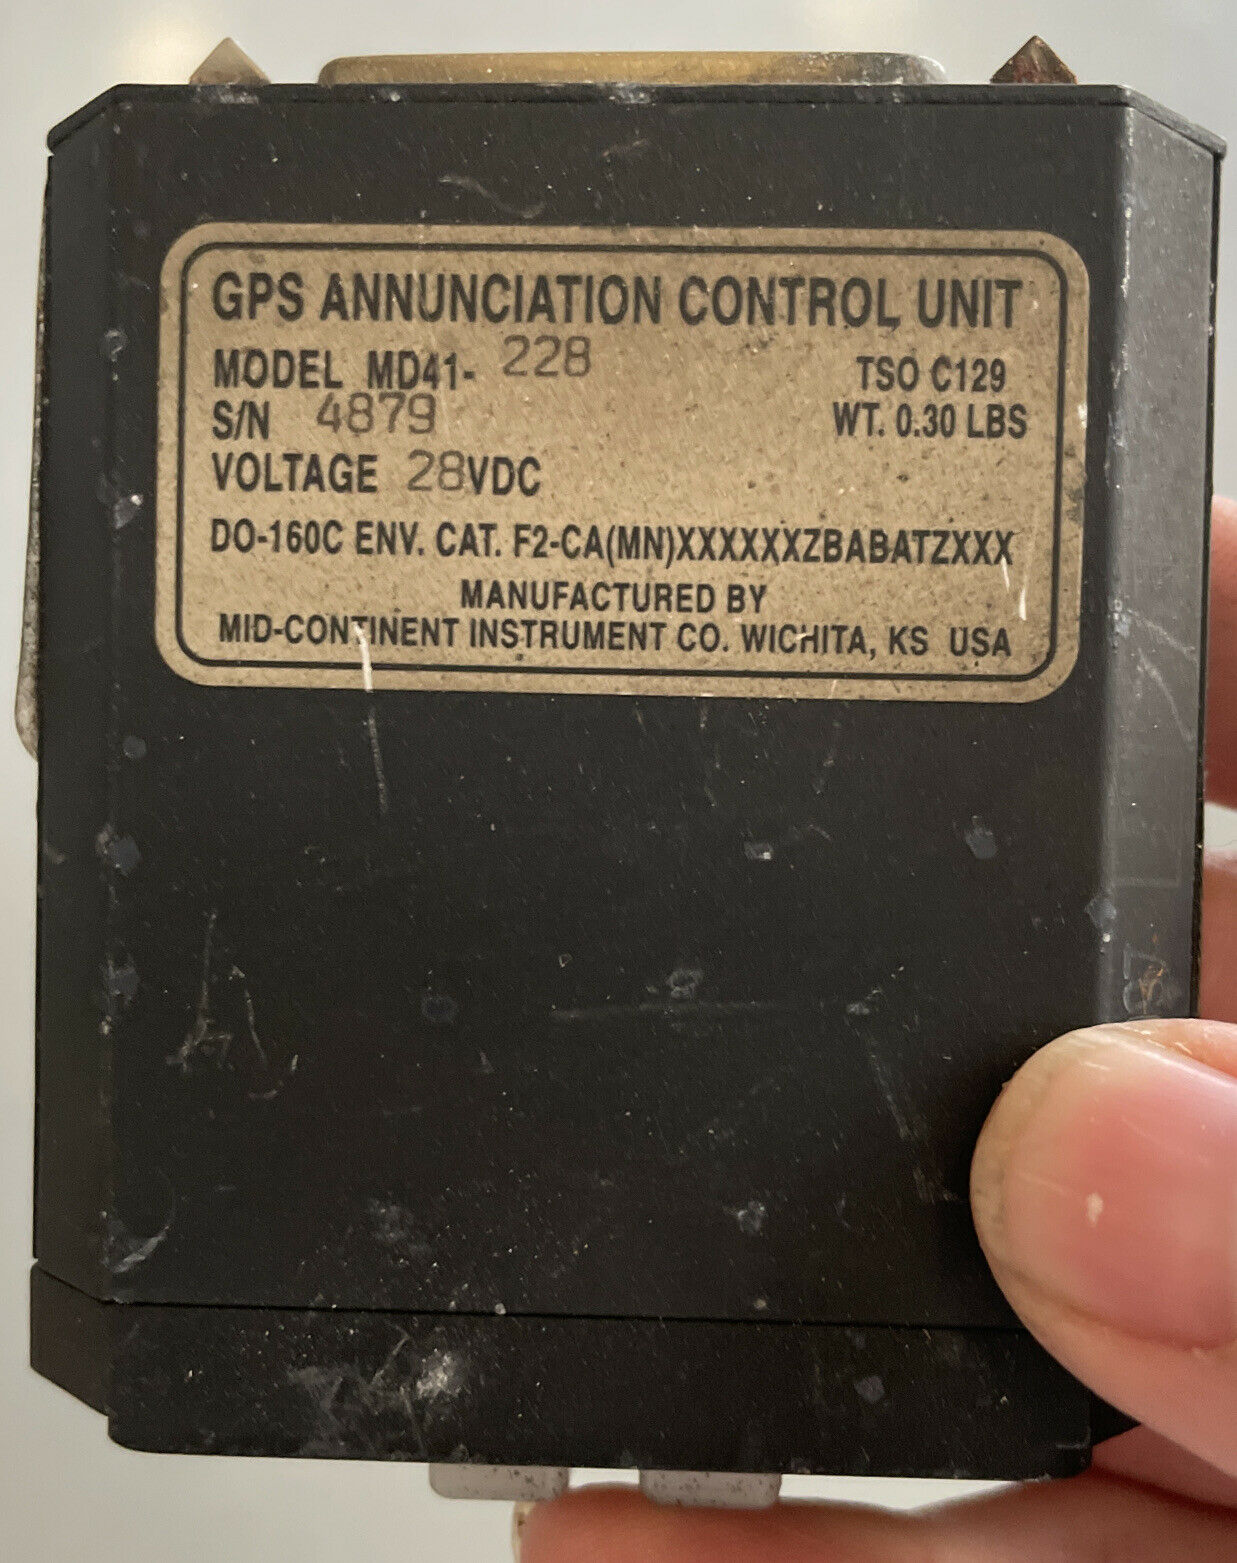 GPS ANNUNCIATION CONTROL UNIT
MODEL MD41- 228 TSO C129
S/N 4879 WT. 0.30 LBS
VOLTAGE 28VDC
DO-160C ENV. CAT. F2-CA(MN)XXXXXXZBABATZXXX
MANUFACTURED BY
MID-CONTINENT INSTRUMENT CO. WICHITA, KS USA